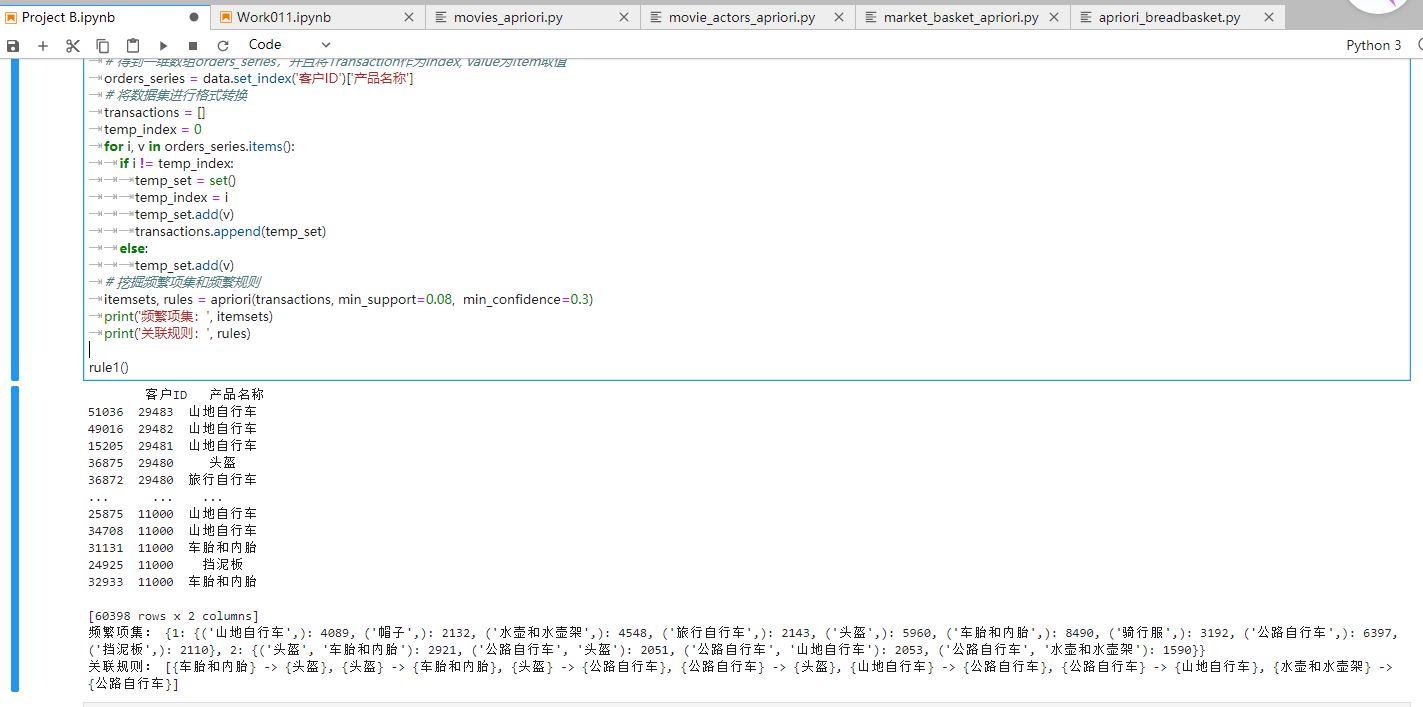 Project B.ipynb Work011.ipynb movies_apriori.py movie_actors_apriori.py market_basket_apriori.py apriori_breadbasket.py
Code Python 3
# 得到一维数组orders_series，并且将Transaction作为index, value为Item取值
orders_series = data.set_index('客户ID')['产品名称']
# 将数据集进行格式转换
transactions = []
temp_index = 0
for i, v in orders_series.items():
if i != temp_index:
temp_set = set()
temp_index = i
temp_set.add(v)
transactions.append(temp_set)
else:
temp_set.add(v)
# 挖掘频繁项集和频繁规则
itemsets, rules = apriori(transactions, min_support=0.08, min_confidence=0.3)
print('频繁项集：', itemsets)
print('关联规则：', rules)
rule1()
客户ID 产品名称
51036 29483 山地自行车
49016 29482 山地自行车
15205 29481 山地自行车
36875 29480 头盔
36872 29480 旅行自行车
... ... ...
25875 11000 山地自行车
34708 11000 山地自行车
31131 11000 车胎和内胎
24925 11000 挡泥板
32933 11000 车胎和内胎
[60398 rows x 2 columns]
频繁项集： {1: {('山地自行车',): 4089, ('帽子',): 2132, ('水壶和水壶架',): 4548, ('旅行自行车',): 2143, ('头盔',): 5960, ('车胎和内胎',): 8490, ('骑行服',): 3192, ('公路自行车',): 6397,
('挡泥板',): 2110}, 2: {('头盔', '车胎和内胎'): 2921, ('公路自行车', '头盔'): 2051, ('公路自行车', '山地自行车'): 2053, ('公路自行车', '水壶和水壶架'): 1590}}
关联规则： [{车胎和内胎} -> {头盔}, {头盔} -> {车胎和内胎}, {头盔} -> {公路自行车}, {公路自行车} -> {头盔}, {山地自行车} -> {公路自行车}, {公路自行车} -> {山地自行车}, {水壶和水壶架} ->
{公路自行车}]